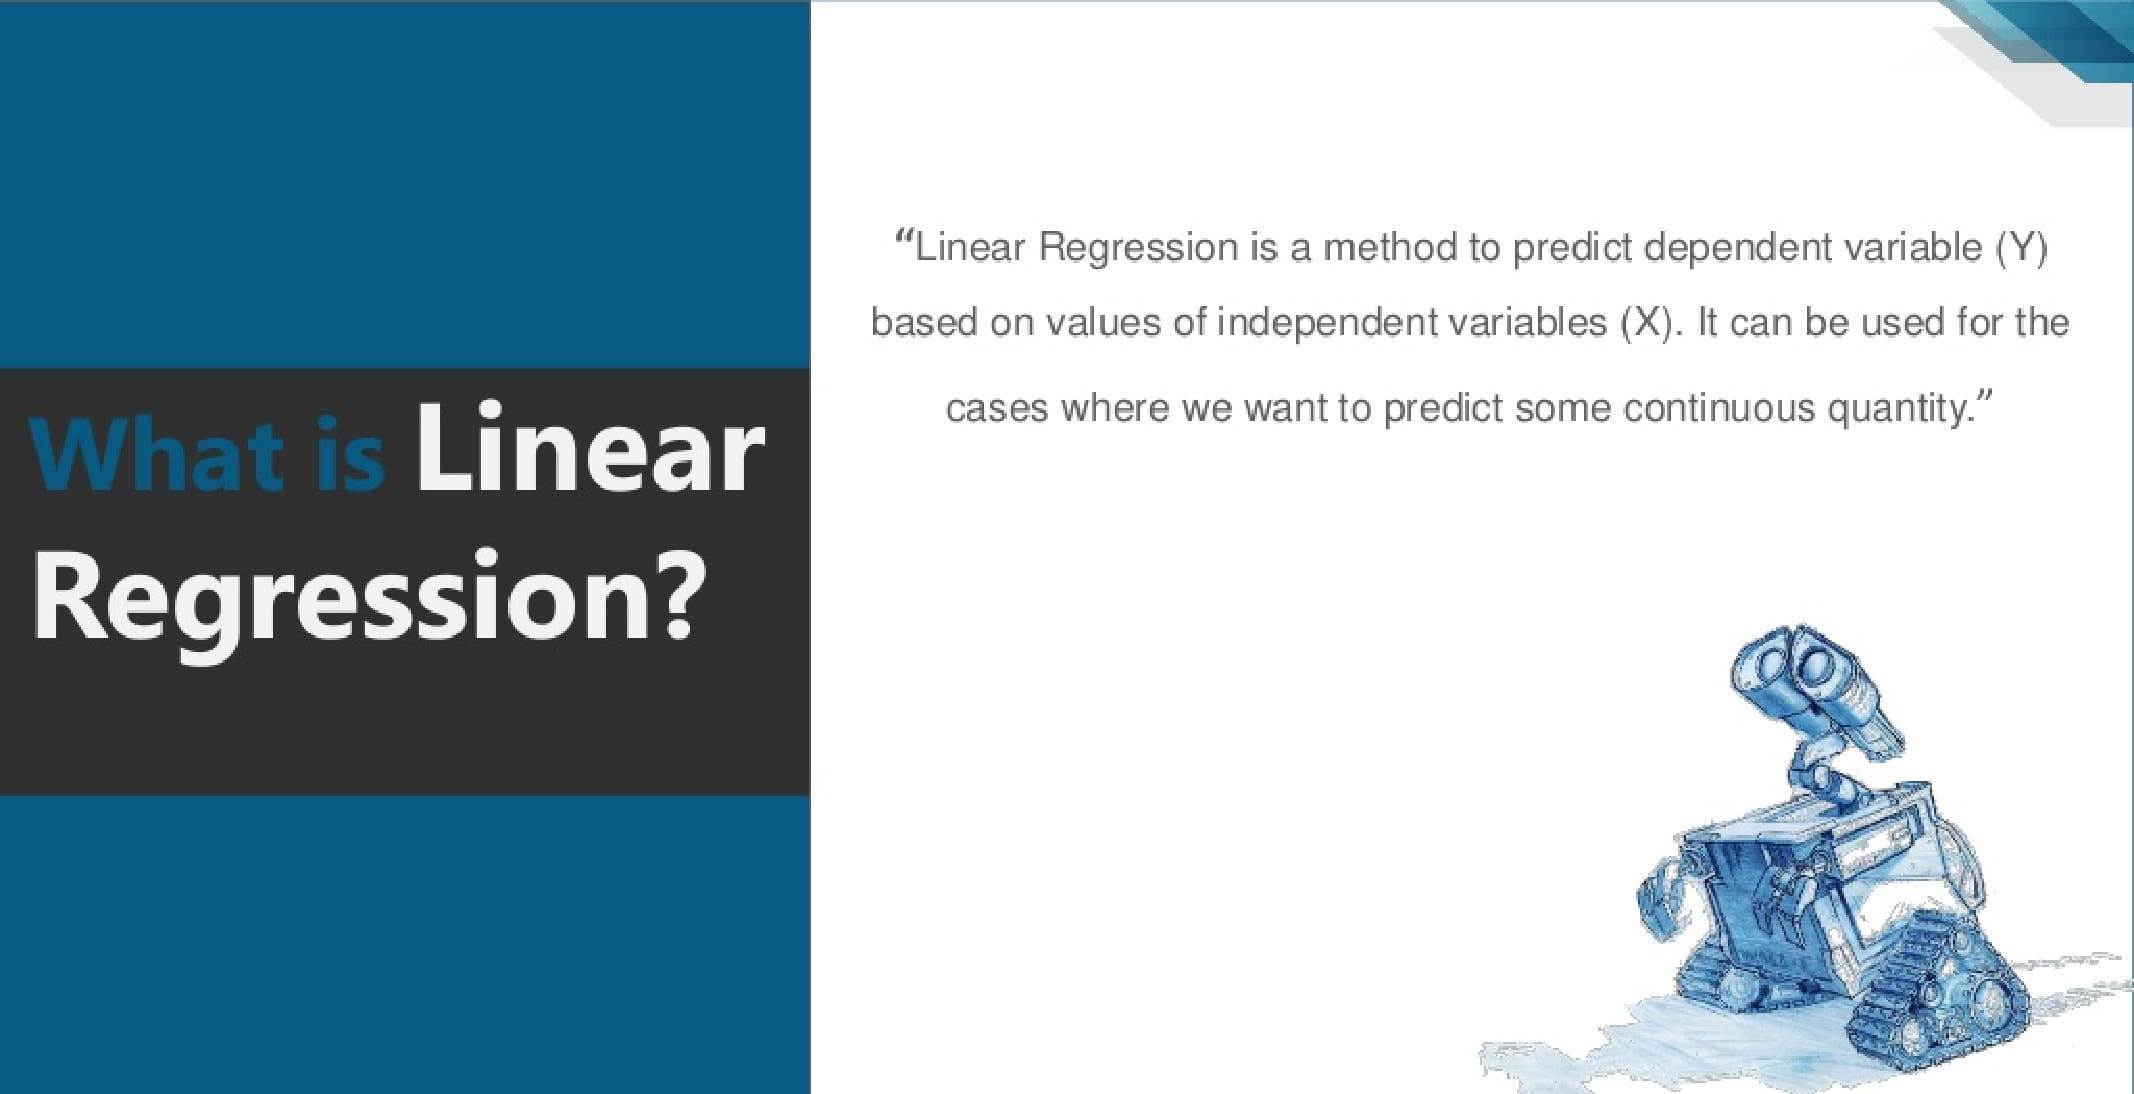 What is Linear
Regression?
“Linear Regression is a method to predict dependent variable (Y)
based on values of independent variables (X). It can be used for the
cases where we want to predict some continuous quantity.”